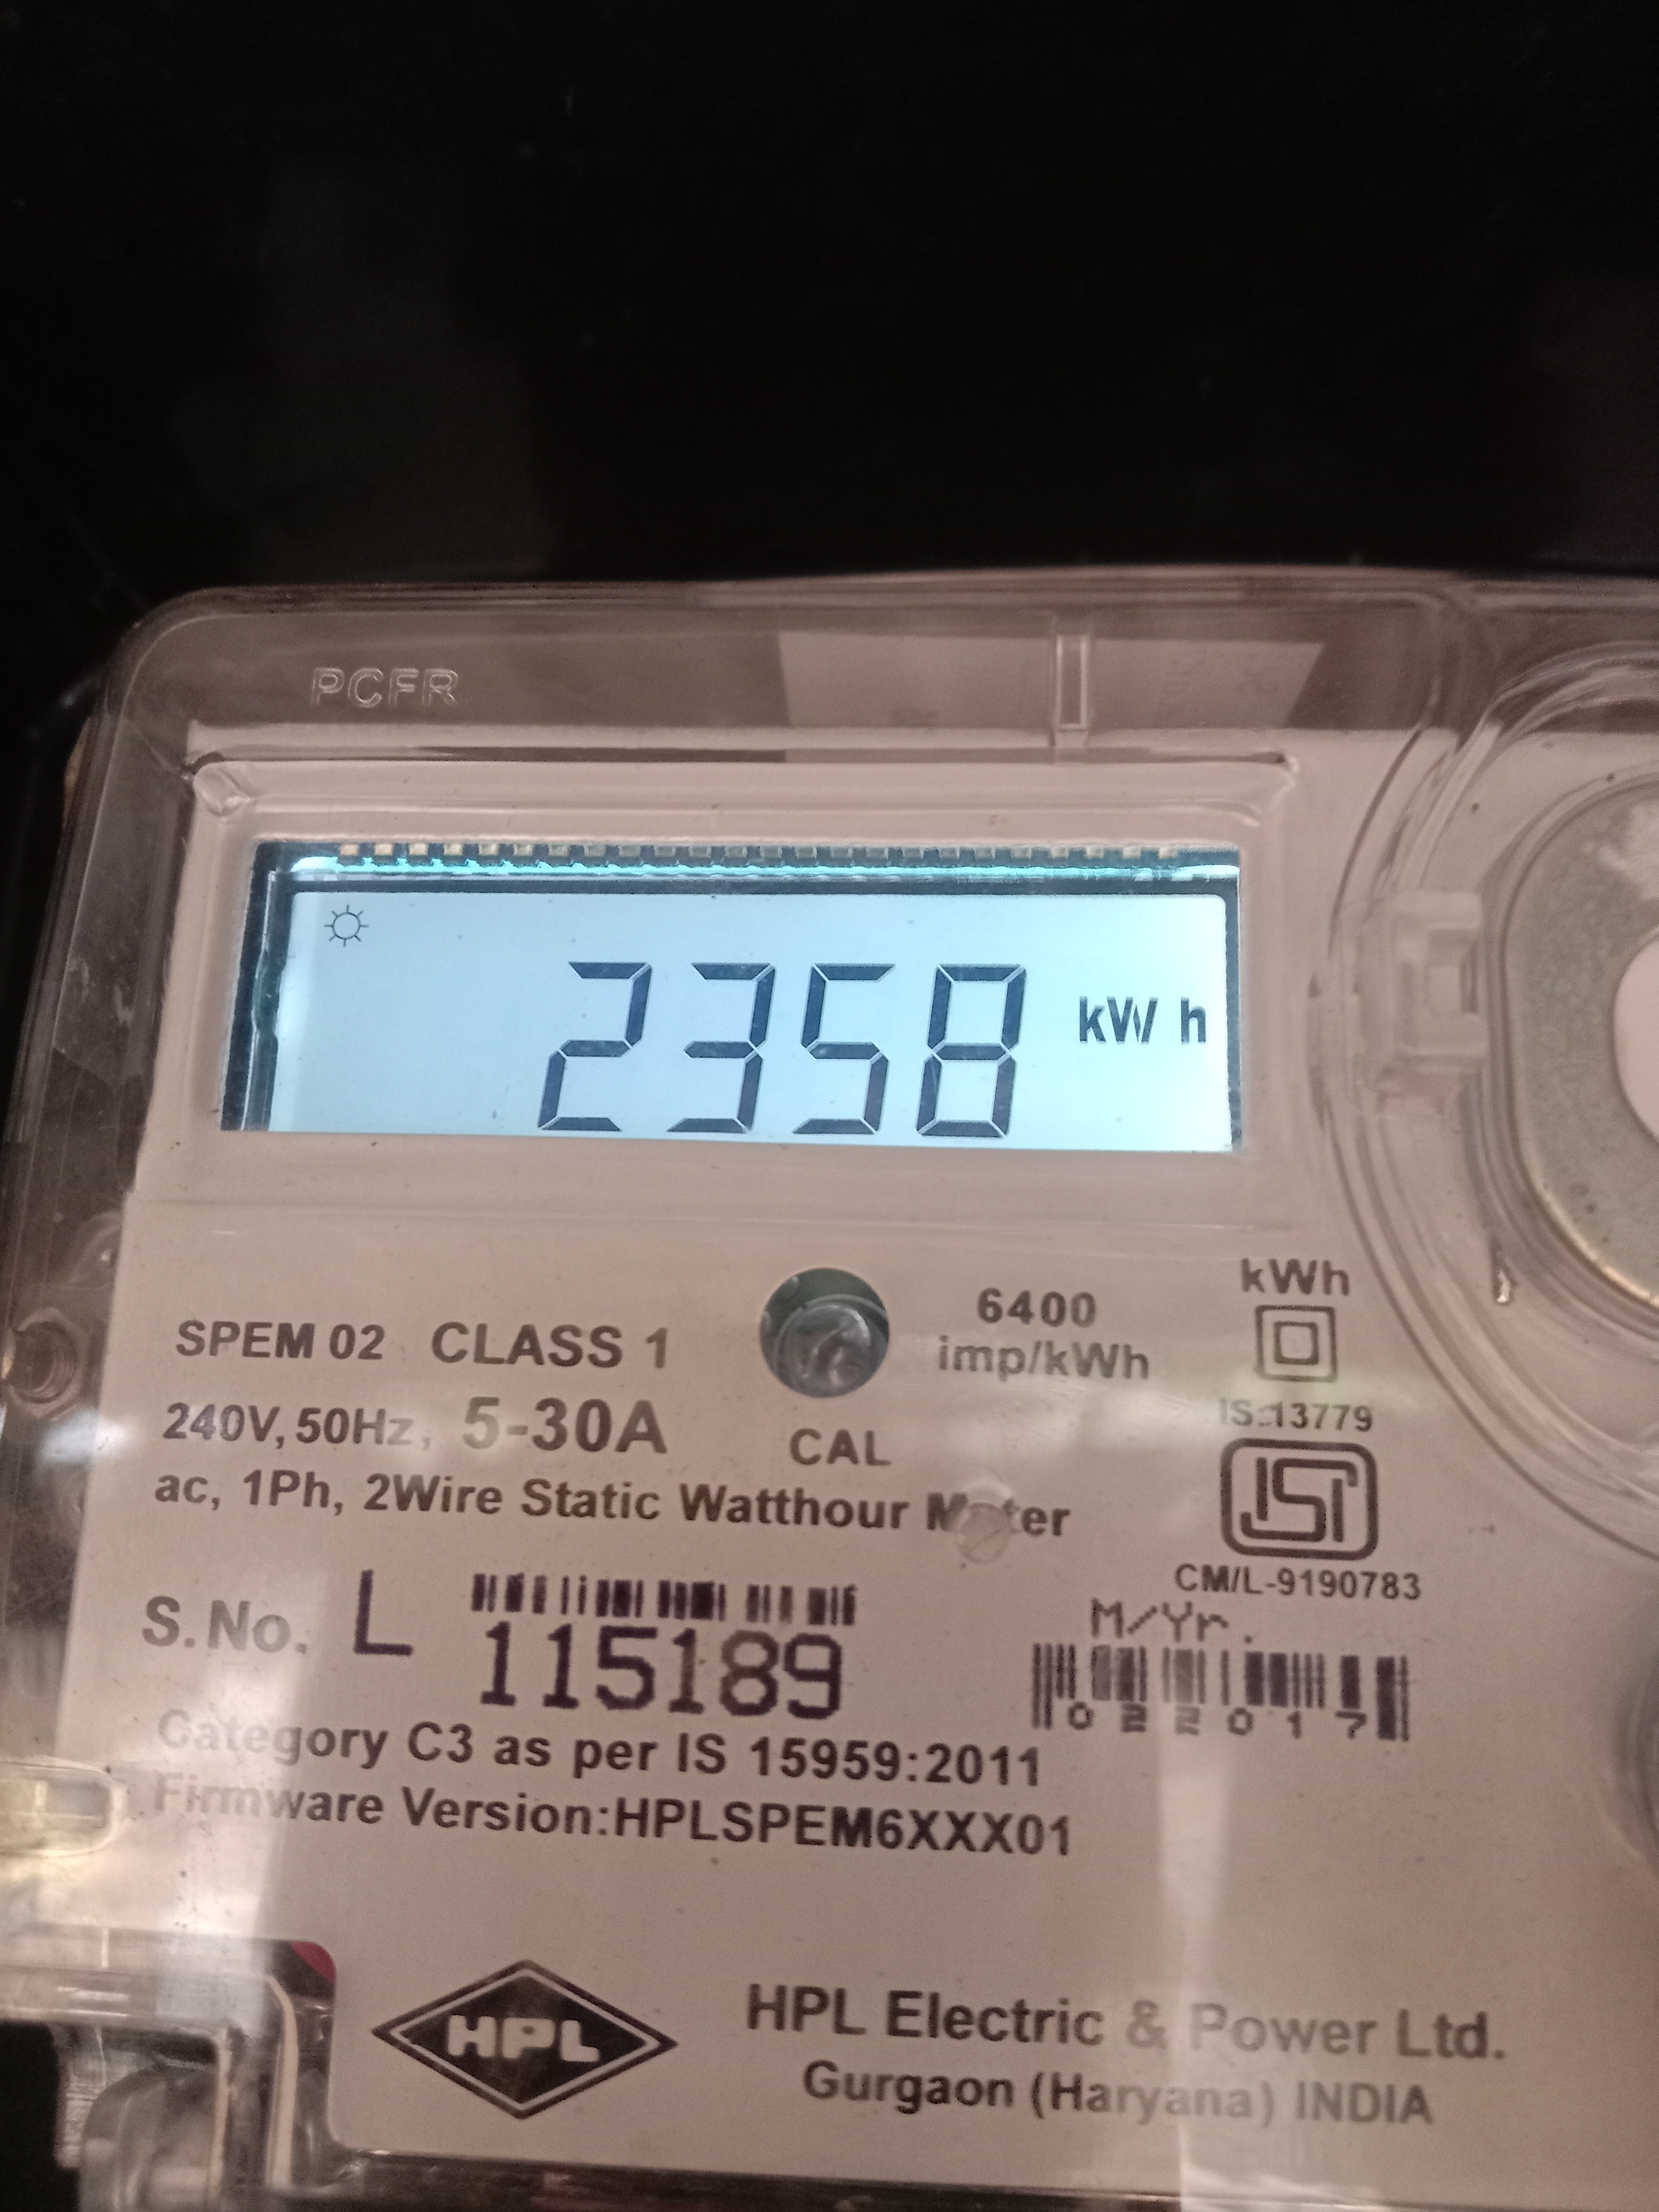 PCFR
2358 kW h
SPEM 02 CLASS 1
6400
imp/kWh
kWh
240V, 50Hz, 5-30A
CAL
IS:13779
ac, 1Ph, 2Wire Static Watthour Meter
ISI
CM/L-9190783
S.No. L 115189
M/Yr.
022017
Category C3 as per IS 15959:2011
Firmware Version:HPLSPEM6XXX01
HPL
HPL Electric & Power Ltd.
Gurgaon (Haryana) INDIA